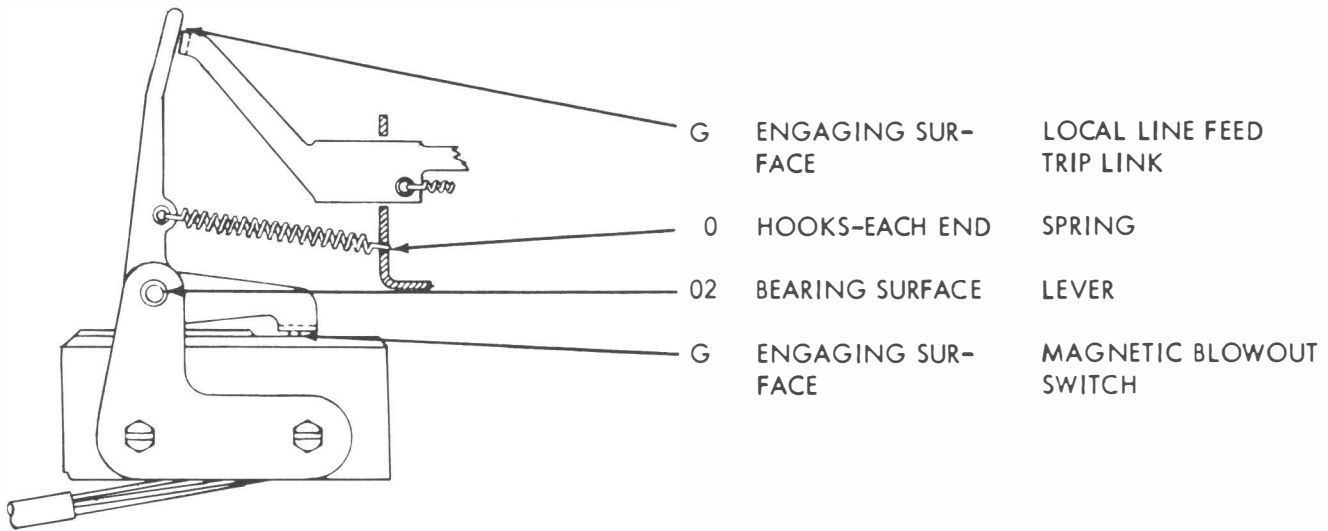 G ENGAGING SUR- LOCAL LINE FEED
FACE TRIP LINK
0 HOOKS-EACH END SPRING
02 BEARING SURFACE LEVER
G ENGAGING SUR- MAGNETIC BLOWOUT
FACE SWITCH